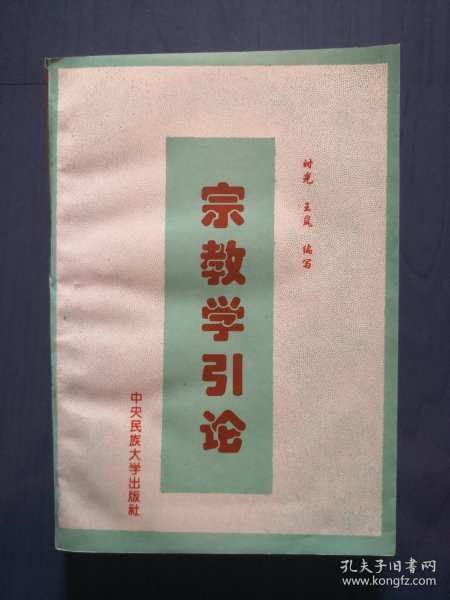 时光 王岚 编写
宗教学引论
中央民族大学出版社
孔夫子旧书网
www.kongfz.com